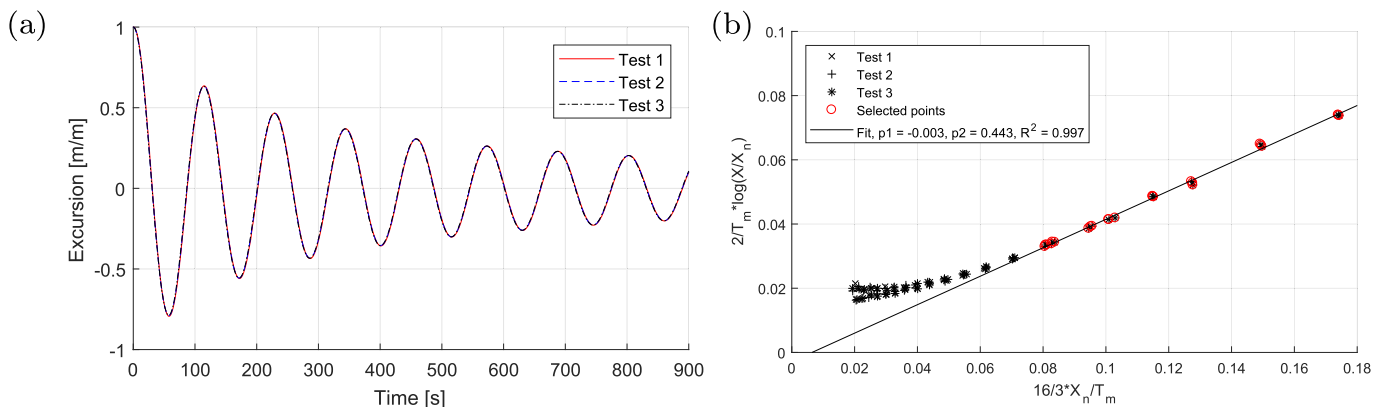 (a)
1
0.5
0
-0.5
-1
Excursion [m/m]
0 100 200 300 400 500 600 700 800 900
Time [s]
Test 1
Test 2
Test 3
(b)
0.1
0.08
0.06
0.04
0.02
0
2/T_m*log(X/X_n)
0 0.02 0.04 0.06 0.08 0.1 0.12 0.14 0.16 0.18
16/3*X_n/T_m
Test 1
Test 2
Test 3
Selected points
Fit, p1 = -0.003, p2 = 0.443, R² = 0.997